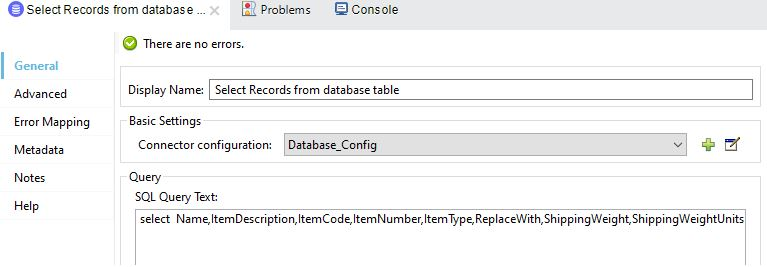 Select Records from database ...
Problems
Console
There are no errors.
General
Advanced
Error Mapping
Metadata
Notes
Help
Display Name: Select Records from database table
Basic Settings
Connector configuration: Database_Config
Query
SQL Query Text:
select Name,ItemDescription,ItemCode,ItemNumber,ItemType,ReplaceWith,ShippingWeight,ShippingWeightUnits